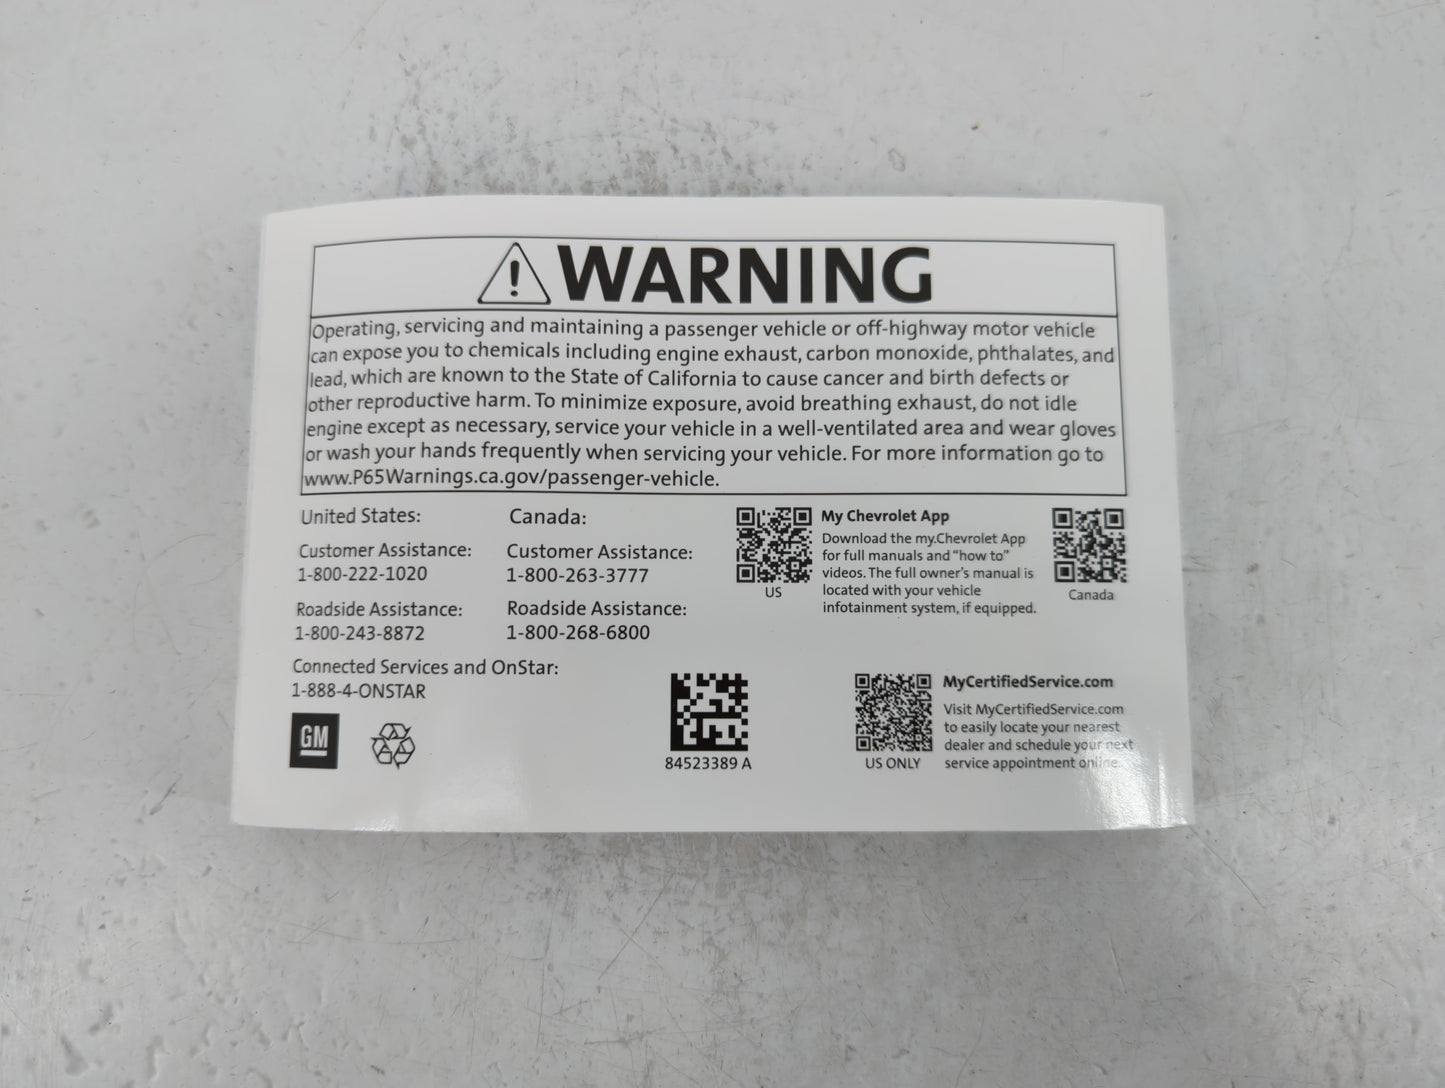 WARNING
Operating, servicing and maintaining a passenger vehicle or off-highway motor vehicle
can expose you to chemicals including engine exhaust, carbon monoxide, phthalates, and
lead, which are known to the State of California to cause cancer and birth defects or
other reproductive harm. To minimize exposure, avoid breathing exhaust, do not idle
engine except as necessary, service your vehicle in a well-ventilated area and wear gloves
or wash your hands frequently when servicing your vehicle. For more information go to
www.P65Warnings.ca.gov/passenger-vehicle.
United States:
Customer Assistance:
1-800-222-1020
Roadside Assistance:
1-800-243-8872
Canada:
Customer Assistance:
1-800-263-3777
Roadside Assistance:
1-800-268-6800
Connected Services and OnStar:
1-888-4-ONSTAR
GM
US
My Chevrolet App
Download the my.Chevrolet App
for full manuals and “how to”
videos. The full owner's manual is
located with your vehicle
infotainment system, if equipped.
Canada
84523389 A
US ONLY
MyCertifiedService.com
Visit MyCertifiedService.com
to easily locate your nearest
dealer and schedule your next
service appointment online.